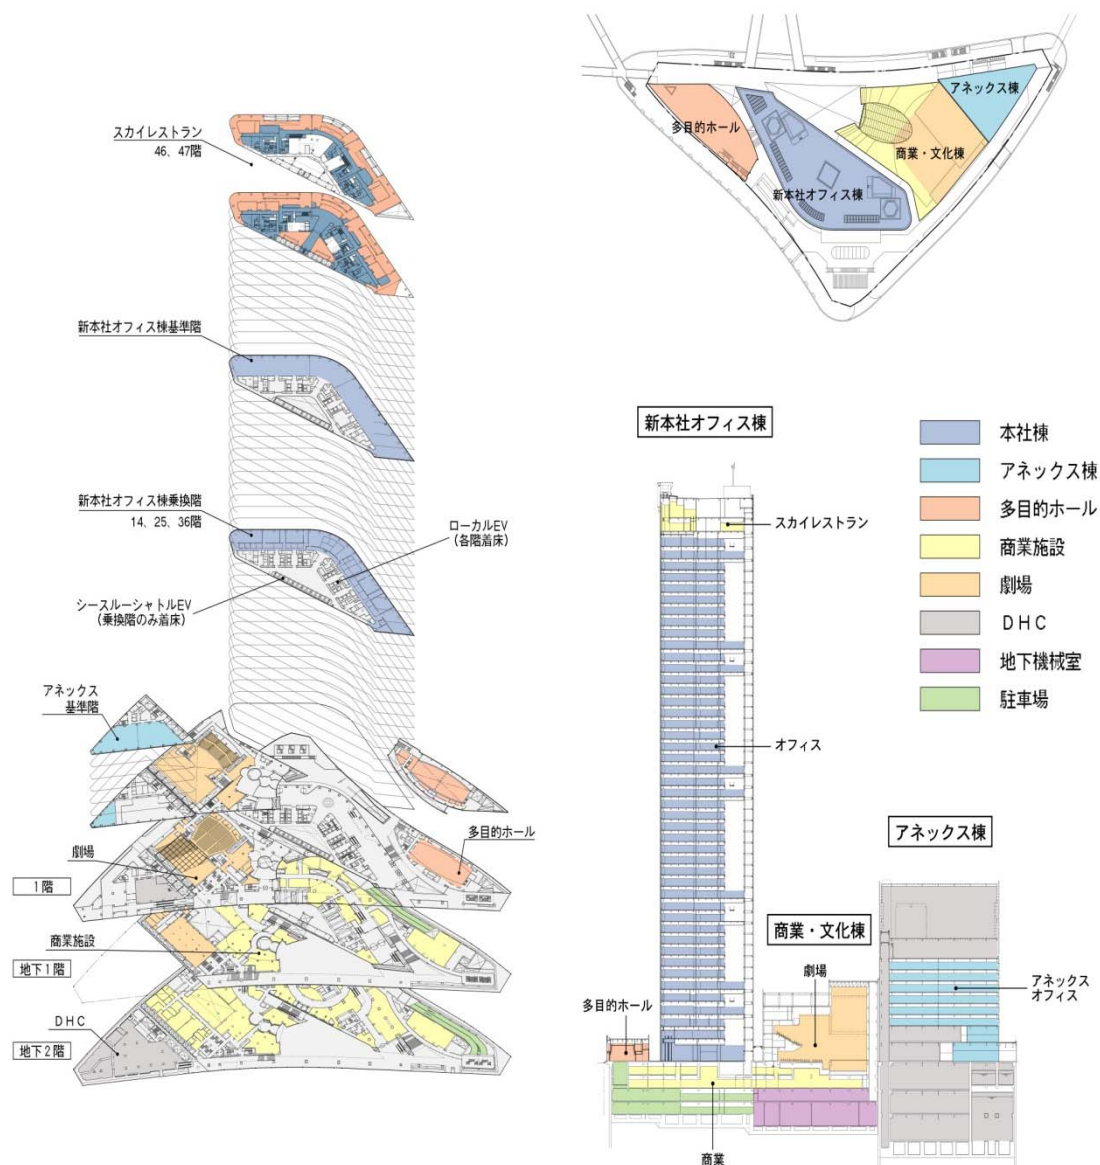 スカイレストラン
46、47階
新本社オフィス棟基準階
新本社オフィス棟乗換階
14、25、36階
ローカルEV
(各階着床)
シースルーシャトルEV
(乗換階のみ着床)
アネックス
基準階
多目的ホール
劇場
1階
商業施設
地下1階
DHC
地下2階
アネックス棟
多目的ホール
商業・文化棟
新本社オフィス棟
新本社オフィス棟
本社棟
アネックス棟
多目的ホール
商業施設
劇場
DHC
地下機械室
駐車場
スカイレストラン
オフィス
アネックス棟
商業・文化棟
劇場
アネックス
オフィス
多目的ホール
商業